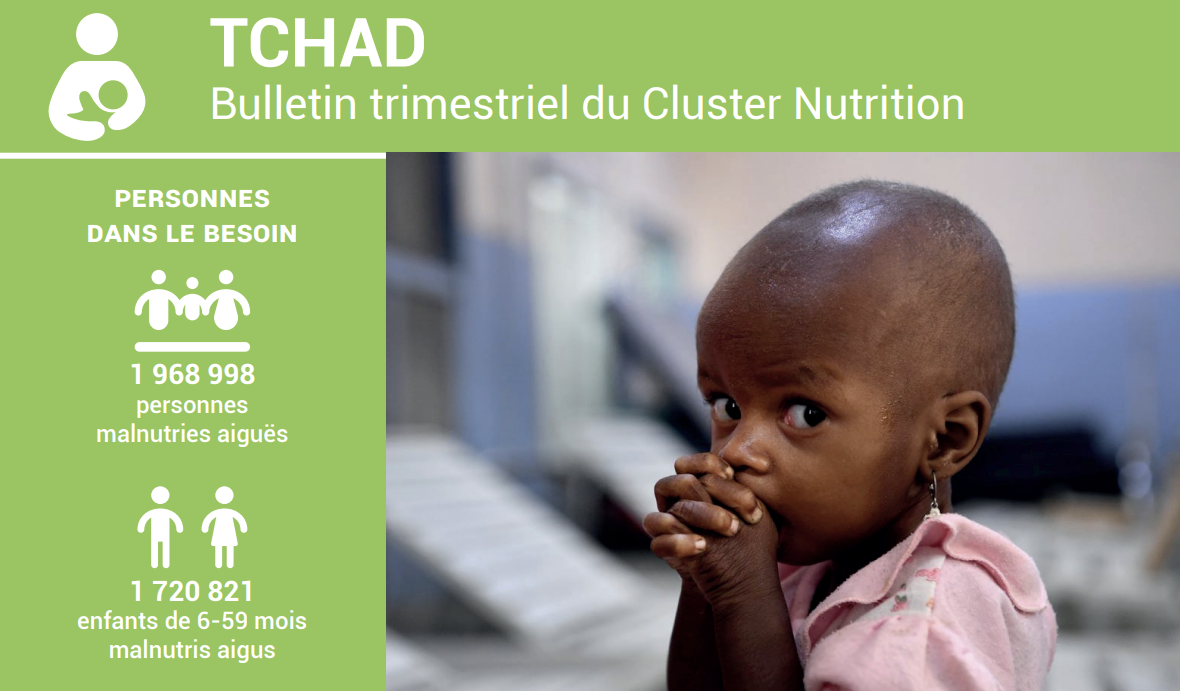 TCHAD
Bulletin trimestriel du Cluster Nutrition
PERSONNES
DANS LE BESOIN
1 968 998
personnes
malnutries aiguës
1 720 821
enfants de 6-59 mois
malnutris aigus